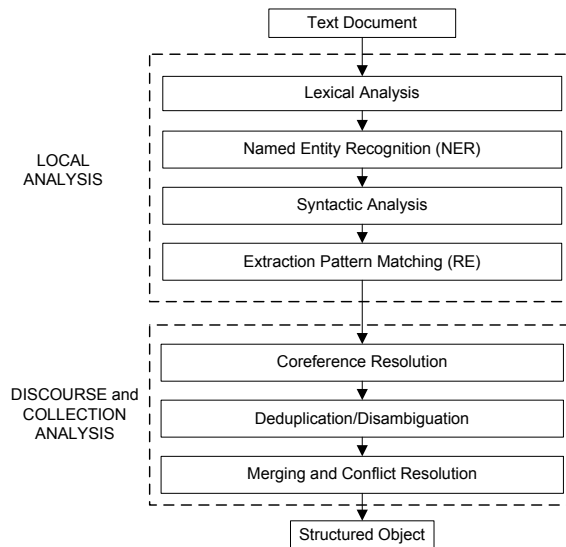 Text Document
Lexical Analysis
Named Entity Recognition (NER)
LOCAL
ANALYSIS
Syntactic Analysis
Extraction Pattern Matching (RE)
Coreference Resolution
DISCOURSE and
COLLECTION
ANALYSIS
Deduplication/Disambiguation
Merging and Conflict Resolution
Structured Object